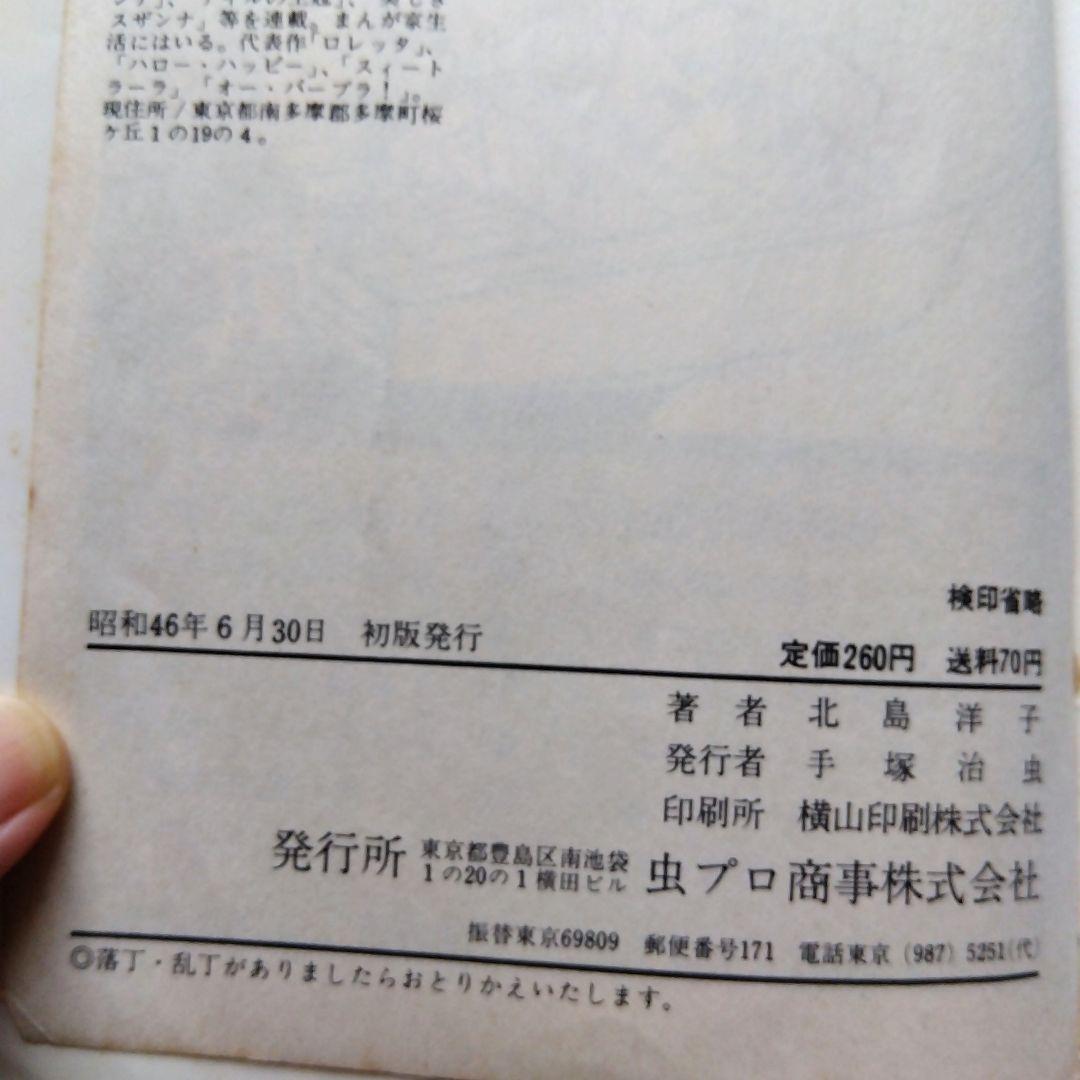 スザンナ」等を連載。まんが家生
活にはいる。代表作「ロレッタ」、
「ハロー・ハッピー」、「スィート
ラーラ」「オー・バーブラ！」。
現住所／東京都南多摩郡多摩町桜
ケ丘1の19の4。
検印省略
昭和46年6月30日 初版発行
定価260円 送料70円
著者 北島洋子
発行者 手塚治虫
印刷所 横山印刷株式会社
発行所 東京都豊島区南池袋
1の20の1横田ビル 虫プロ商事株式会社
振替東京69809 郵便番号171 電話東京(987)5251(代)
◎落丁・乱丁がありましたらおとりかえいたします。